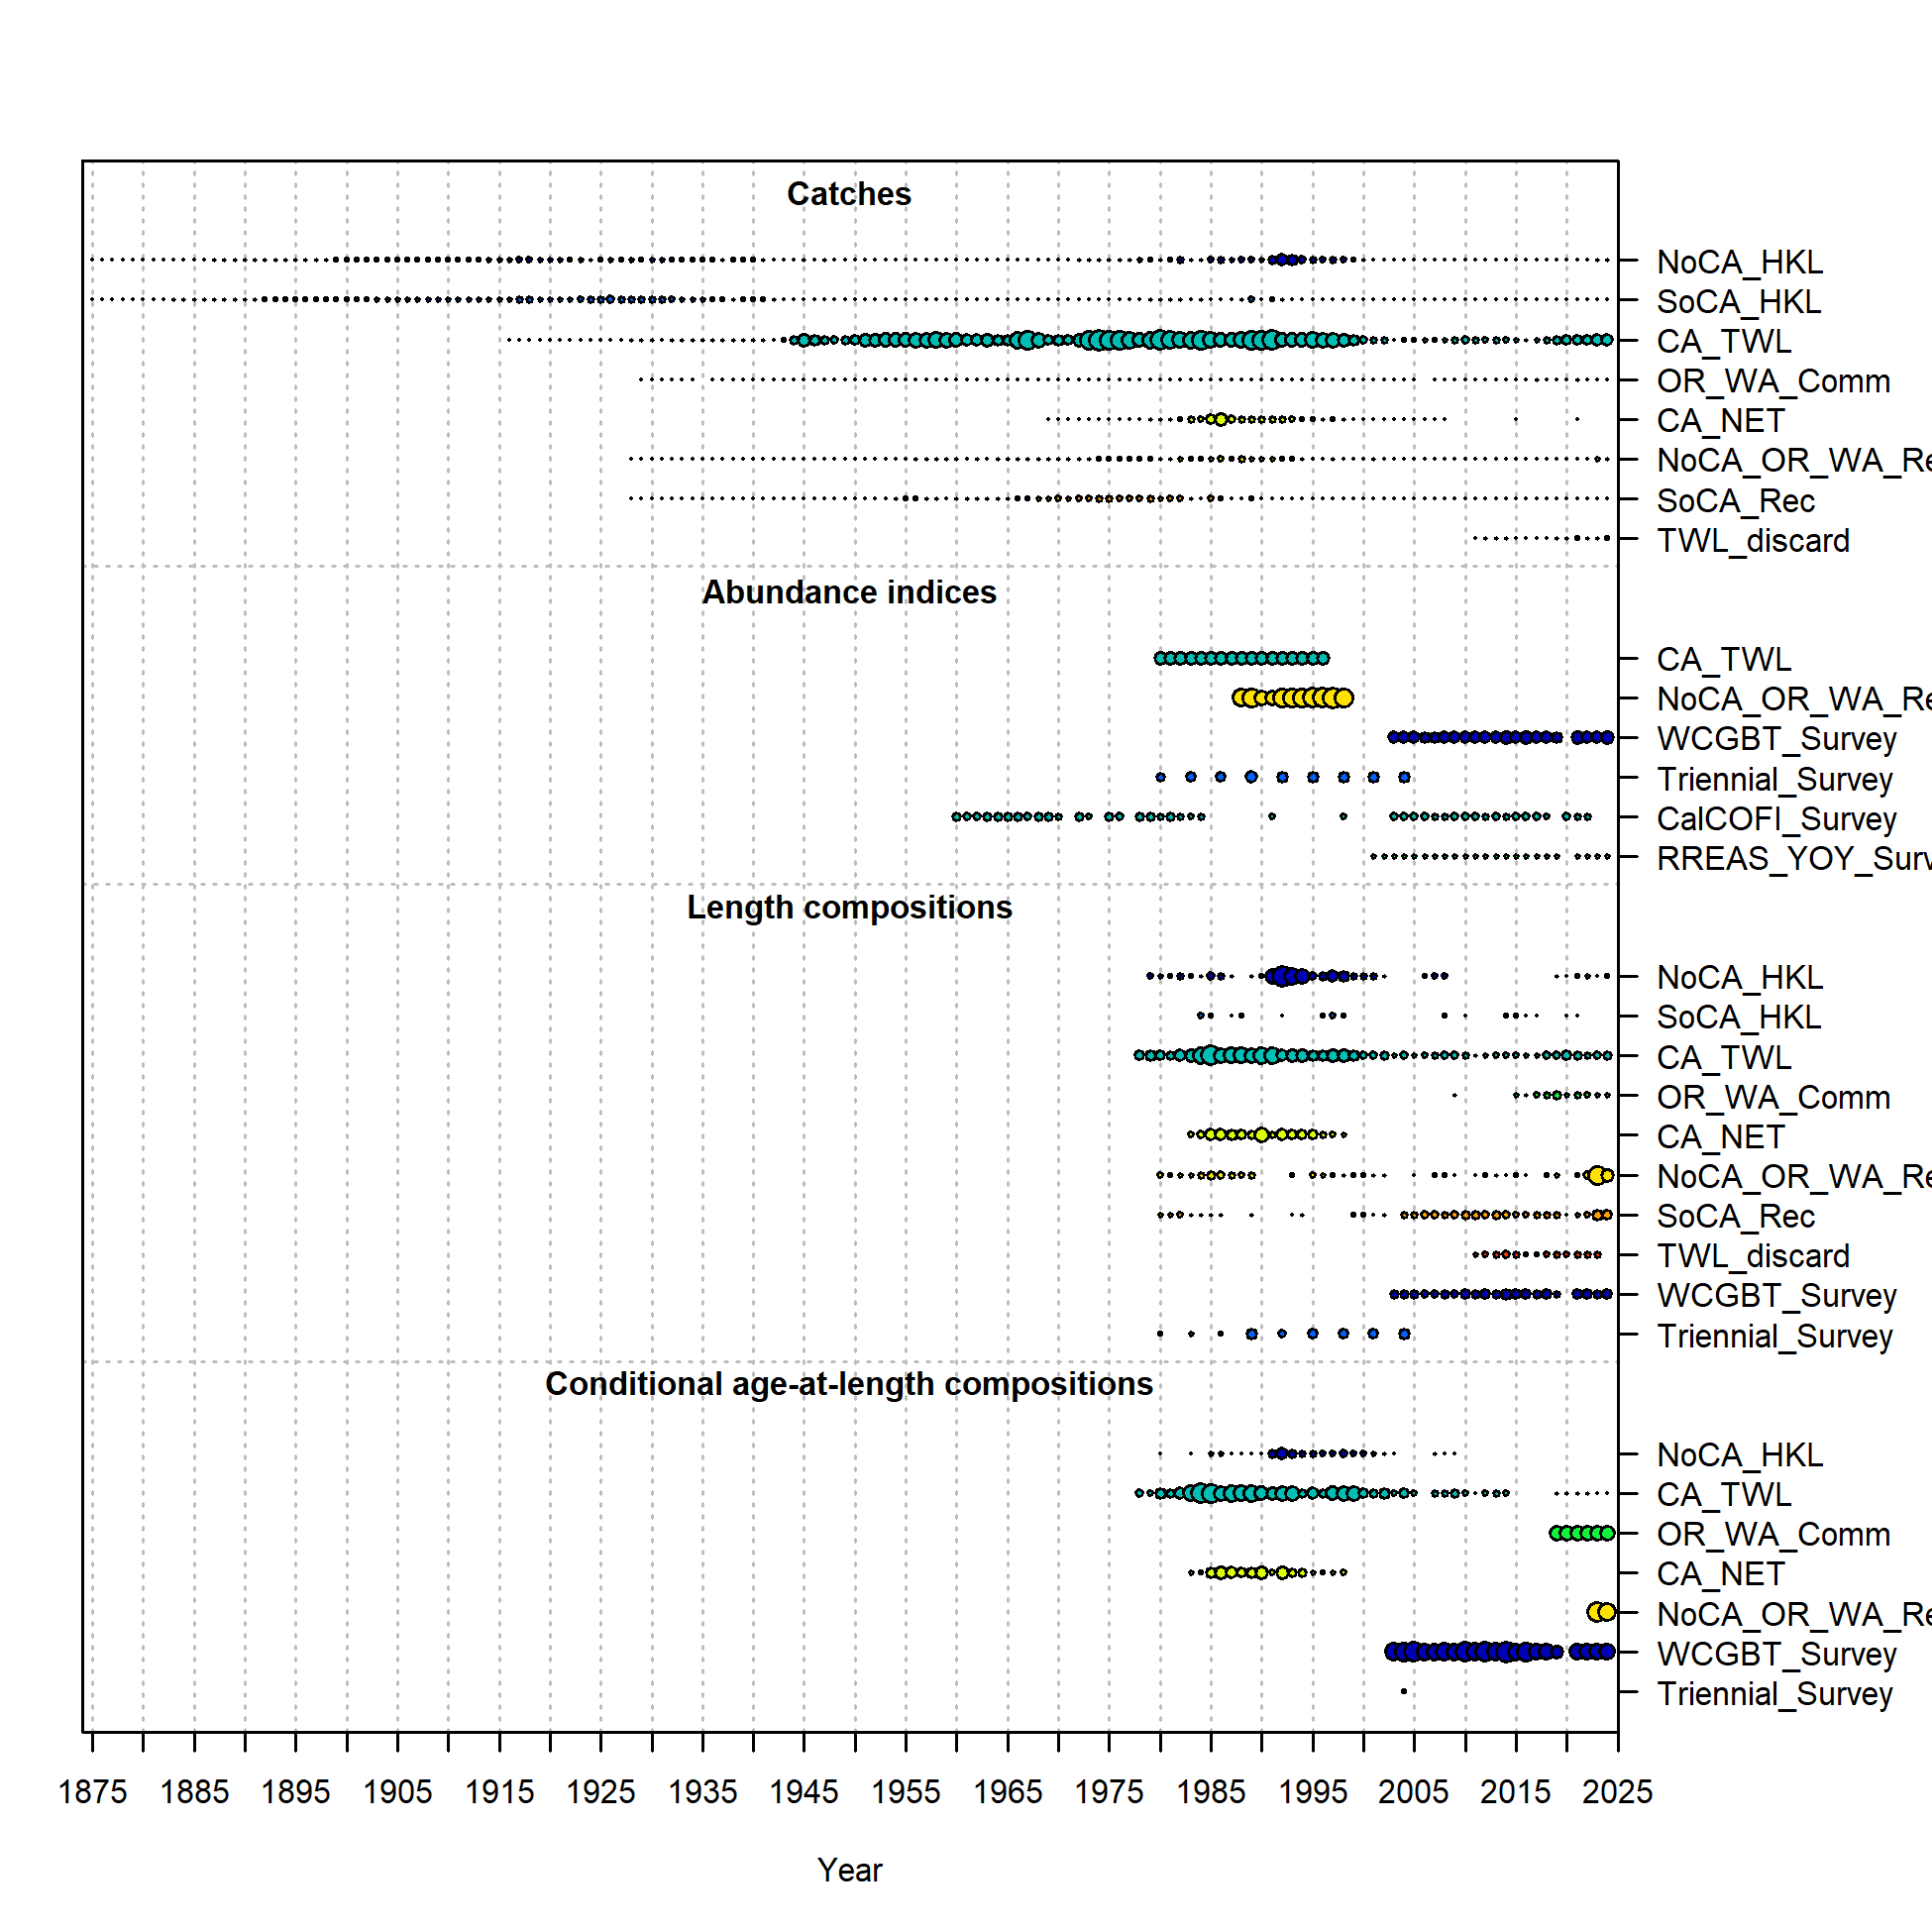 Catches
NoCA_HKL
SoCA_HKL
CA_TWL
OR_WA_Comm
CA_NET
NoCA_OR_WA_Re
SoCA_Rec
TWL_discard
Abundance indices
CA_TWL
NoCA_OR_WA_Re
WCGBT_Survey
Triennial_Survey
CalCOFI_Survey
RREAS_YOY_Surv
Length compositions
NoCA_HKL
SoCA_HKL
CA_TWL
OR_WA_Comm
CA_NET
NoCA_OR_WA_Re
SoCA_Rec
TWL_discard
WCGBT_Survey
Triennial_Survey
Conditional age-at-length compositions
NoCA_HKL
CA_TWL
OR_WA_Comm
CA_NET
NoCA_OR_WA_Re
WCGBT_Survey
Triennial_Survey
1875 1885 1895 1905 1915 1925 1935 1945 1955 1965 1975 1985 1995 2005 2015 2025
Year